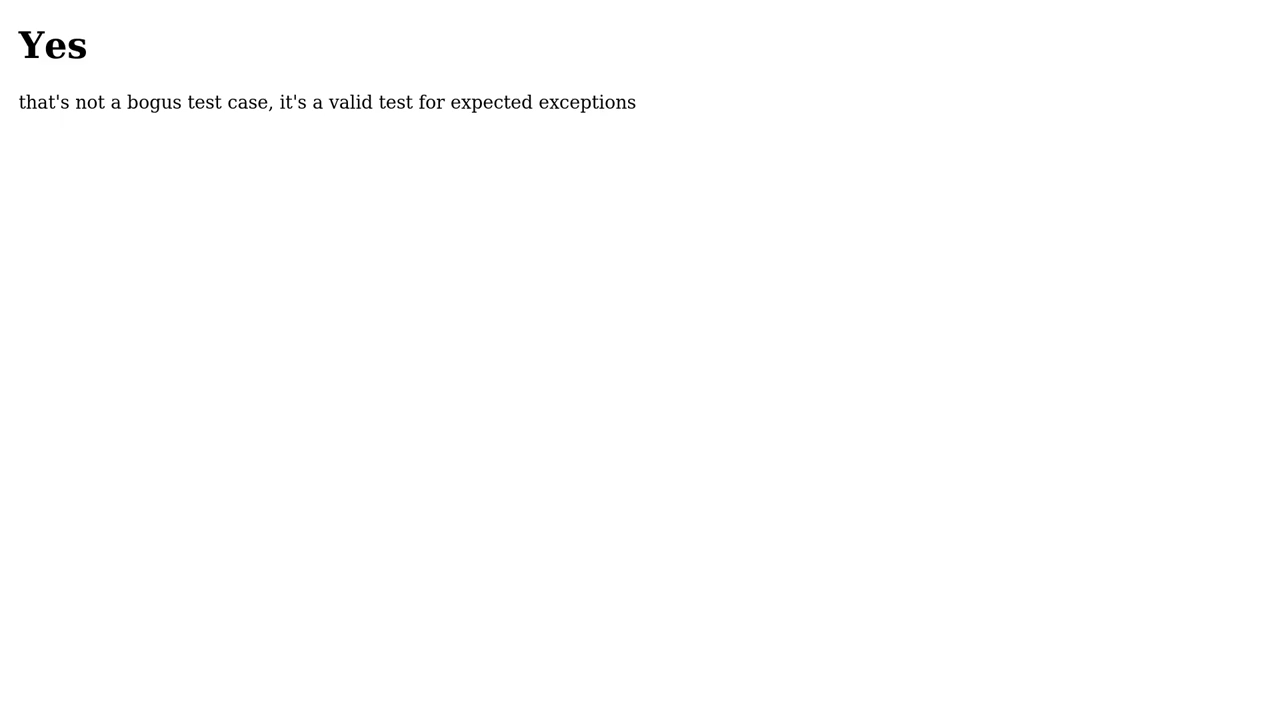 Yes
that's not a bogus test case, it's a valid test for expected exceptions